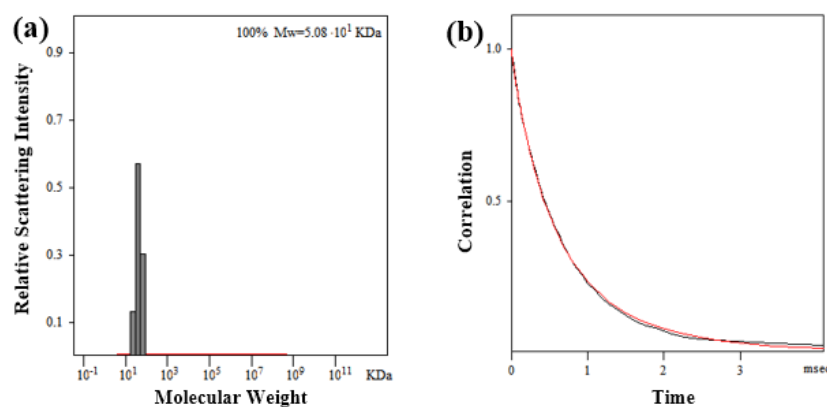 (a)
100% Mw=5.08 ·10¹ KDa
Relative Scattering Intensity
0.9
0.7
0.5
0.3
0.1
10⁻¹ 10¹ 10³ 10⁵ 10⁷ 10⁹ 10¹¹ KDa
Molecular Weight
(b)
Correlation
1.0
0.5
0 1 2 3 msec
Time